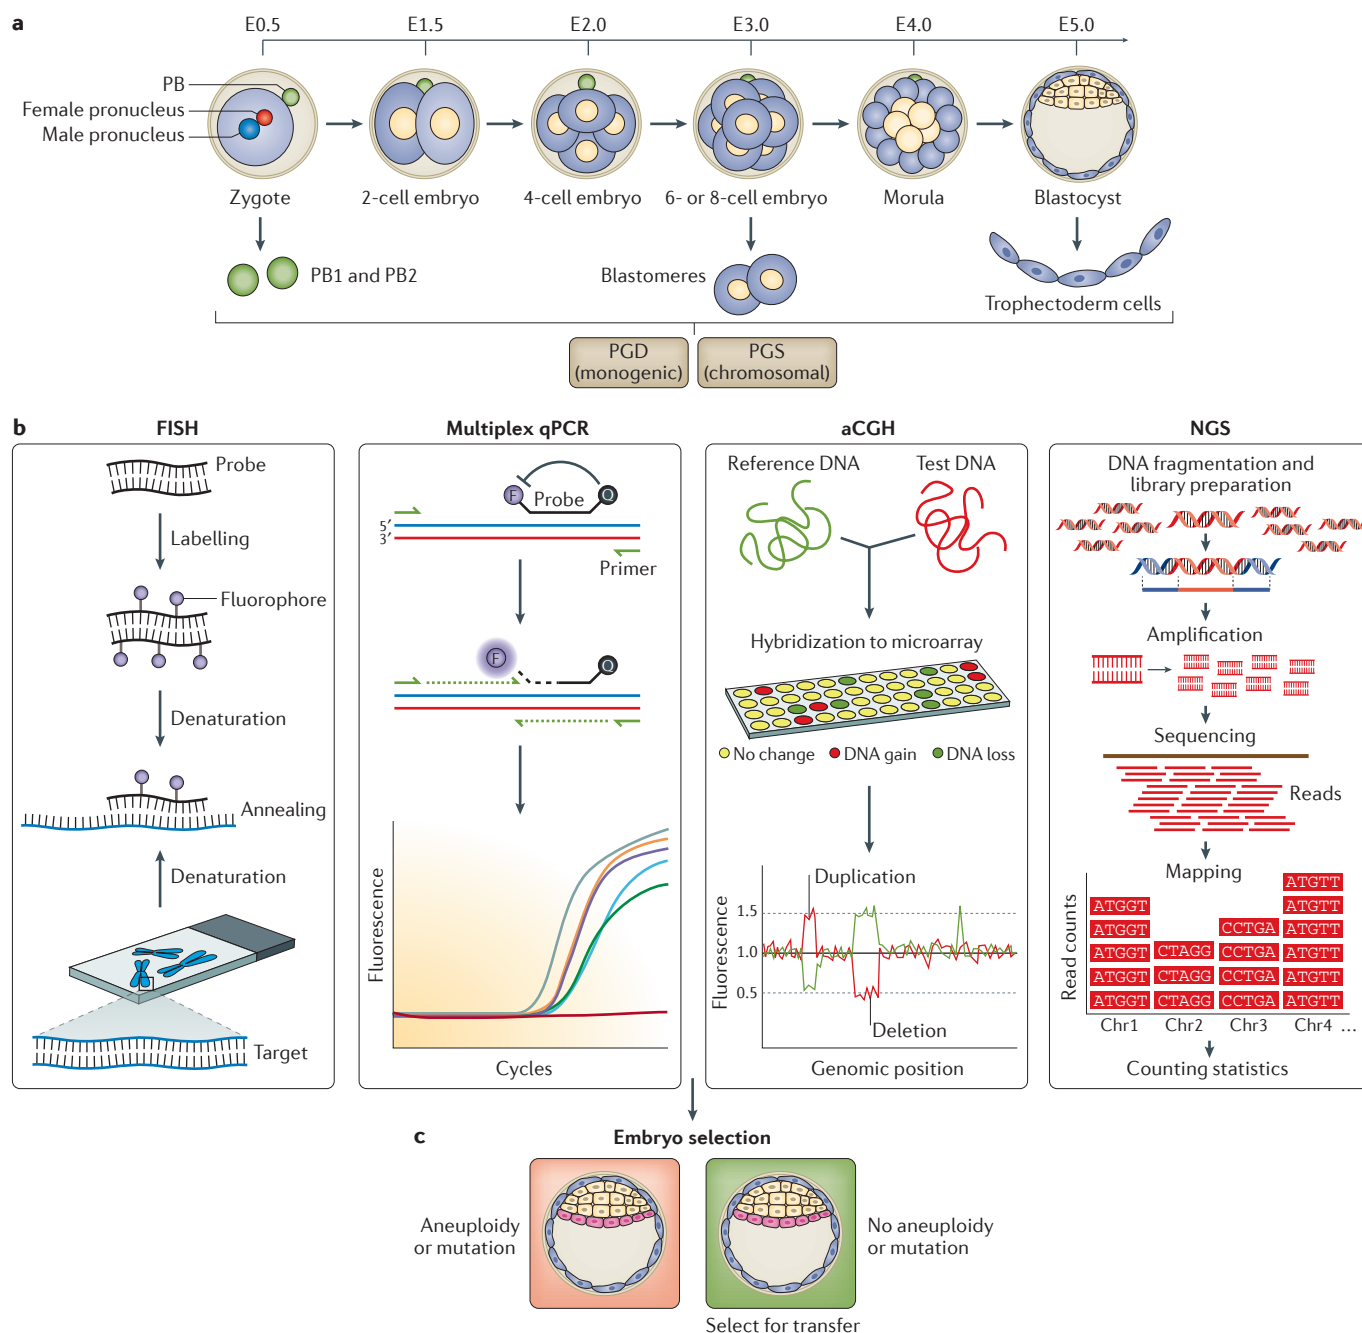 a
E0.5 E1.5 E2.0 E3.0 E4.0 E5.0
PB
Female pronucleus
Male pronucleus
Zygote 2-cell embryo 4-cell embryo 6- or 8-cell embryo Morula Blastocyst
PB1 and PB2
Blastomeres
Trophectoderm cells
PGD
(monogenic)
PGS
(chromosomal)
b
FISH
Probe
Labelling
Fluorophore
Denaturation
Annealing
Denaturation
Target
Multiplex qPCR
F Probe Q
5′
3′
Primer
F Q
Fluorescence
Cycles
aCGH
Reference DNA Test DNA
Hybridization to microarray
No change DNA gain DNA loss
Duplication
Fluorescence
1.5
1.0
0.5
Deletion
Genomic position
NGS
DNA fragmentation and
library preparation
Amplification
Sequencing
Reads
Mapping
Read counts
ATGTT
ATGGT ATGTT
ATGGT CCTGA ATGTT
ATGGT CTAGG CCTGA ATGTT
ATGGT CTAGG CCTGA ATGTT
ATGGT CTAGG CCTGA ATGTT
Chr1 Chr2 Chr3 Chr4 ...
Counting statistics
c
Embryo selection
Aneuploidy
or mutation
No aneuploidy
or mutation
Select for transfer